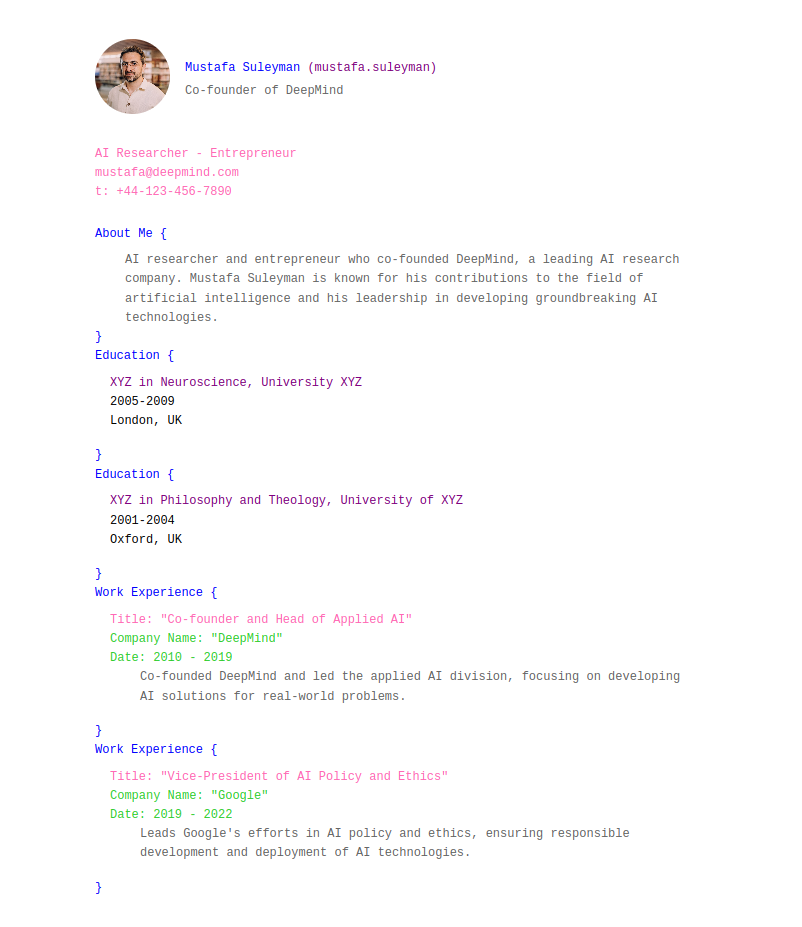 Mustafa Suleyman (mustafa.suleyman)
Co-founder of DeepMind
AI Researcher - Entrepreneur
mustafa@deepmind.com
t: +44-123-456-7890
About Me {
AI researcher and entrepreneur who co-founded DeepMind, a leading AI research
company. Mustafa Suleyman is known for his contributions to the field of
artificial intelligence and his leadership in developing groundbreaking AI
technologies.
}
Education {
XYZ in Neuroscience, University XYZ
2005-2009
London, UK
}
Education {
XYZ in Philosophy and Theology, University of XYZ
2001-2004
Oxford, UK
}
Work Experience {
Title: "Co-founder and Head of Applied AI"
Company Name: "DeepMind"
Date: 2010 - 2019
Co-founded DeepMind and led the applied AI division, focusing on developing
AI solutions for real-world problems.
}
Work Experience {
Title: "Vice-President of AI Policy and Ethics"
Company Name: "Google"
Date: 2019 - 2022
Leads Google's efforts in AI policy and ethics, ensuring responsible
development and deployment of AI technologies.
}